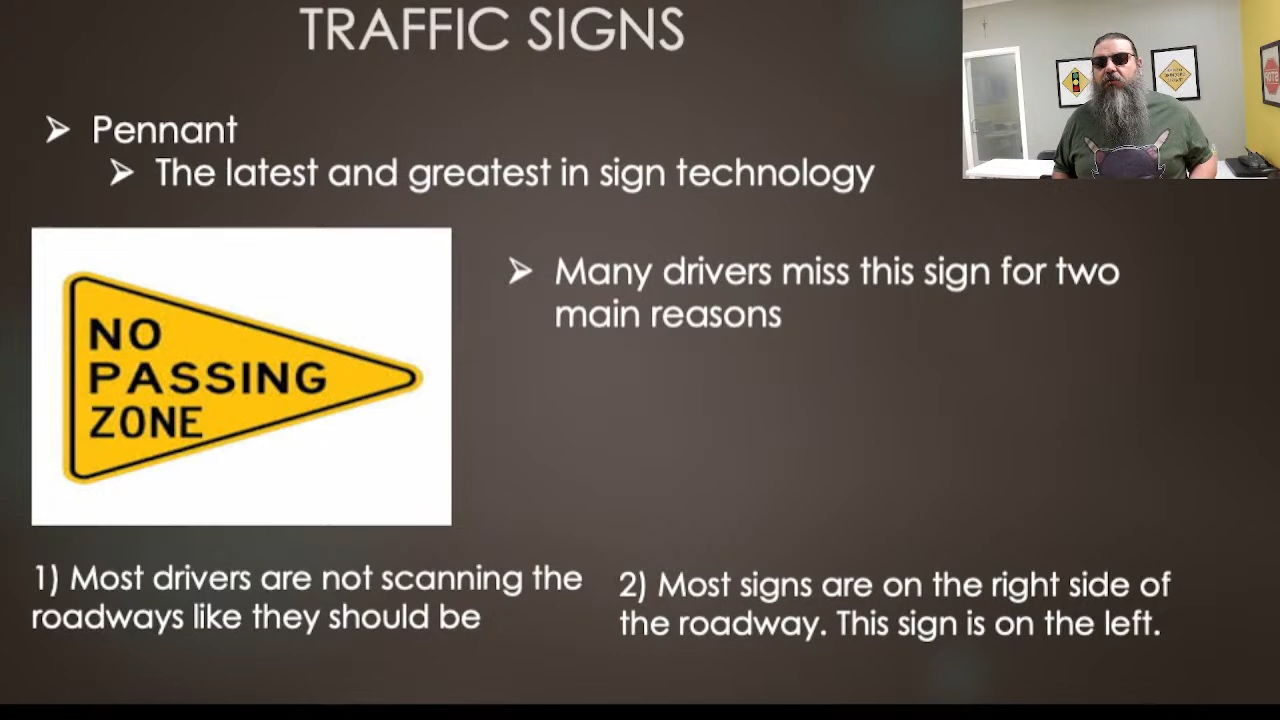 TRAFFIC SIGNS
➢ Pennant
➢ The latest and greatest in sign technology
NO
PASSING
ZONE
➢ Many drivers miss this sign for two
main reasons
1) Most drivers are not scanning the
roadways like they should be
2) Most signs are on the right side of
the roadway. This sign is on the left.